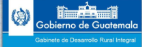 Gobierno de Guatemala
Gabinete de Desarrollo Rural Integral